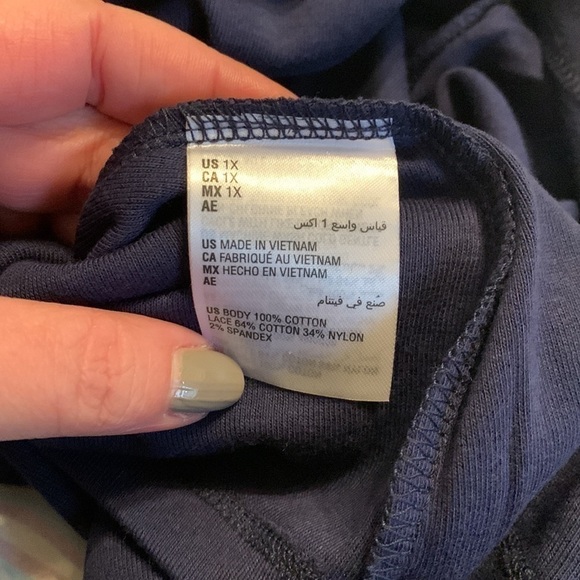 US 1X
CA 1X
MX 1X
AE
قياس واسع 1 اكس
US MADE IN VIETNAM
CA FABRIQUÉ AU VIETNAM
MX HECHO EN VIETNAM
AE
صُنع في فيتنام
US BODY 100% COTTON
LACE 64% COTTON 34% NYLON
2% SPANDEX